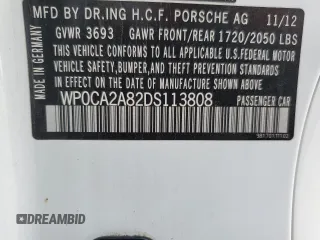 MFD BY DR.ING H.C.F. PORSCHE AG 11/12
GVWR 3693 GAWR FRONT/REAR 1720/2050 LBS
THIS VEHICLE CONFORMS TO ALL APPLICABLE
U.S.FEDERAL MOTOR
VEHICLE SAFETY, BUMPER, AND THEFT PREVENTION
STANDARDS IN EFFECT ON THE DATE OF MANUFACTURE SHOWN ABOVE.
GERMANY
WP0CA2A82DS113808 PASSENGER CAR
DREAMBID